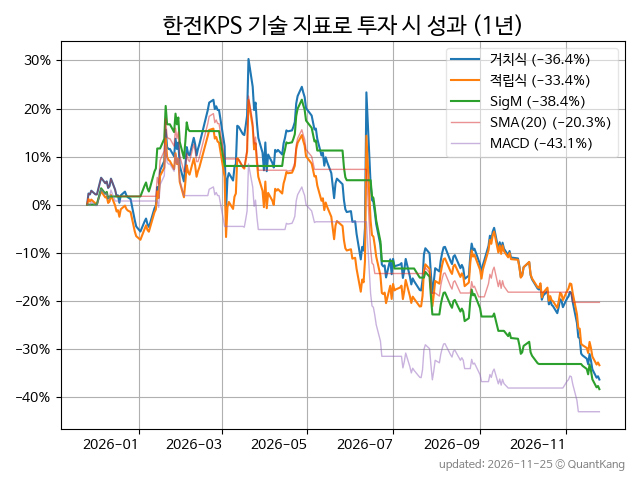 한전KPS 기술 지표로 투자 시 성과 (1년)
30%
20%
10%
0%
−10%
−20%
−30%
−40%
거치식 (−36.4%)
적립식 (−33.4%)
SigM (−38.4%)
SMA(20) (−20.3%)
MACD (−43.1%)
2026-01
2026-03
2026-05
2026-07
2026-09
2026-11
updated: 2026-11-25 © QuantKang